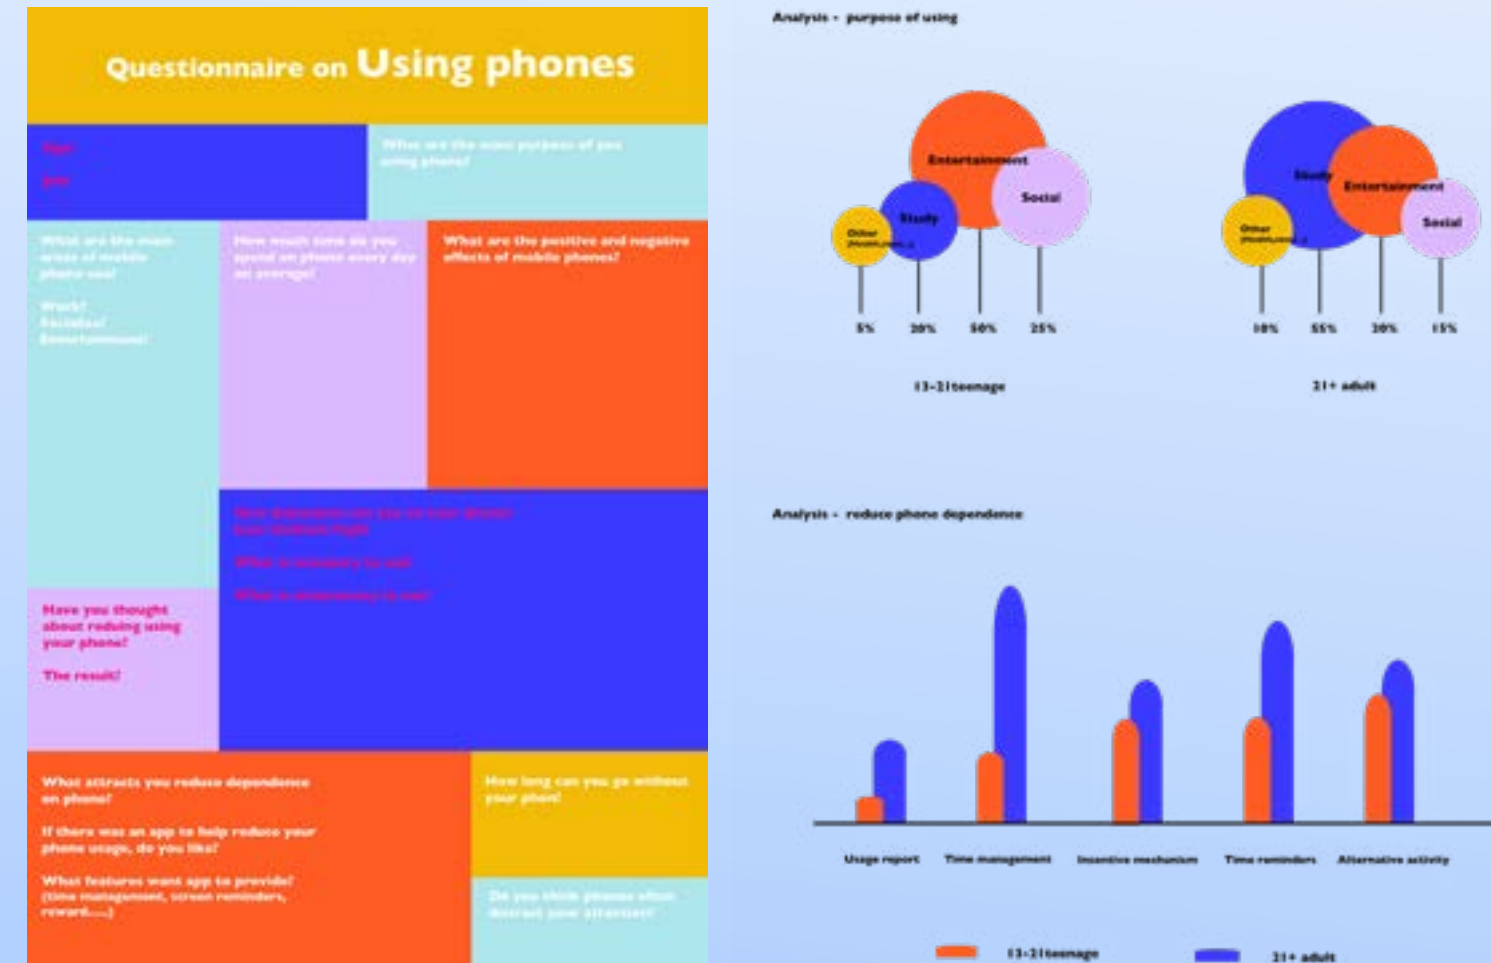 Questionnaire on Using phones
What are the main purpose of you
using phone?
What are the main
areas of mobile
phone use?
Work?
Socialize?
Entertainment?
How much time do you
spend on phone every day
on average?
What are the positive and negative
effects of mobile phones?
Have you thought
about reduing using
your phone?
The result?
What attracts you reduce dependence
on phone?
If there was an app to help reduce your
phone usage, do you like?
What features want app to provide?
(time management, screen reminders,
reward.....)
How long can you go without
your phon?
Do you think phones often
distract your attention?
Analysis - purpose of using
Entertainment
Social
Study
Other
5%
20%
50%
25%
13-21teenage
Study
Entertainment
Social
Other
10%
55%
20%
15%
21+ adult
Analysis - reduce phone dependence
Usage report
Time management
Incentive mechanism
Time reminders
Alternative activity
13-21teenage
21+ adult